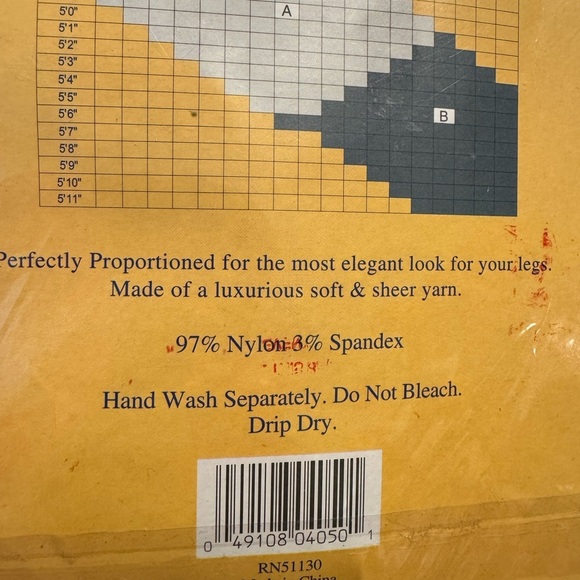 5'0"
A
5'1"
5'2"
5'3"
5'4"
5'5"
5'6"
B
5'7"
5'8"
5'9"
5'10"
5'11"
Perfectly Proportioned for the most elegant look for your legs.
Made of a luxurious soft & sheer yarn.
97% Nylon 3% Spandex
Hand Wash Separately. Do Not Bleach.
Drip Dry.
0 49108 04050 1
RN51130
Made in China